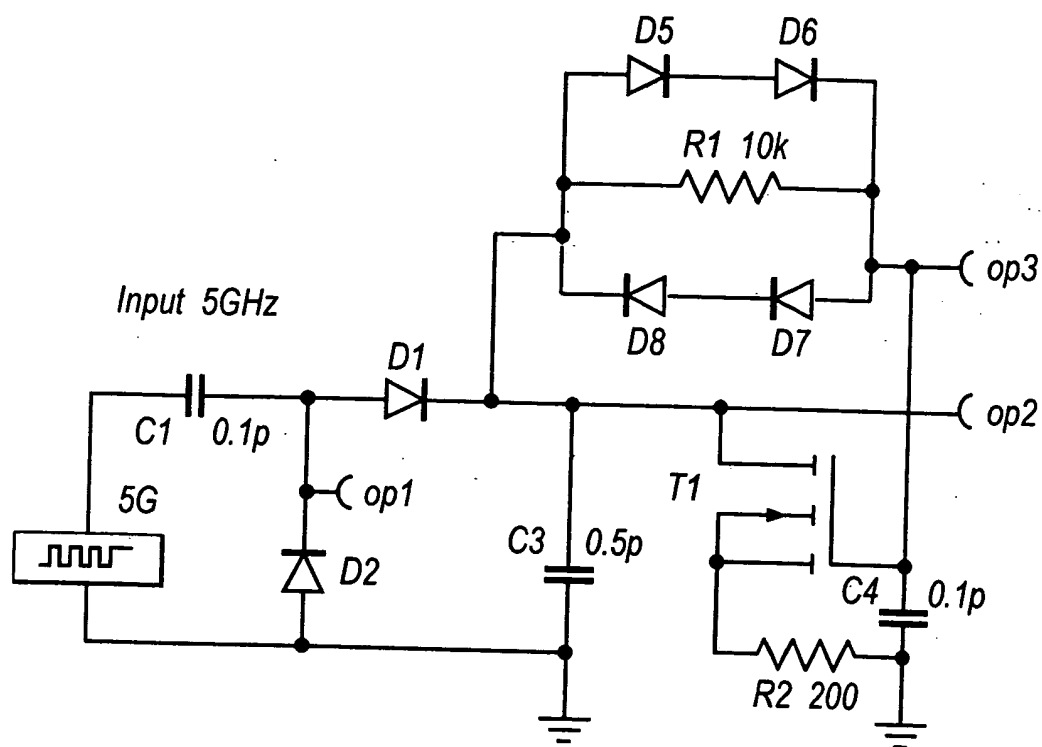 D5
D6
R1 10k
op3
D8
D7
Input 5GHz
D1
op2
C1 0.1p
op1
T1
5G
D2
C3 0.5p
C4 0.1p
R2 200